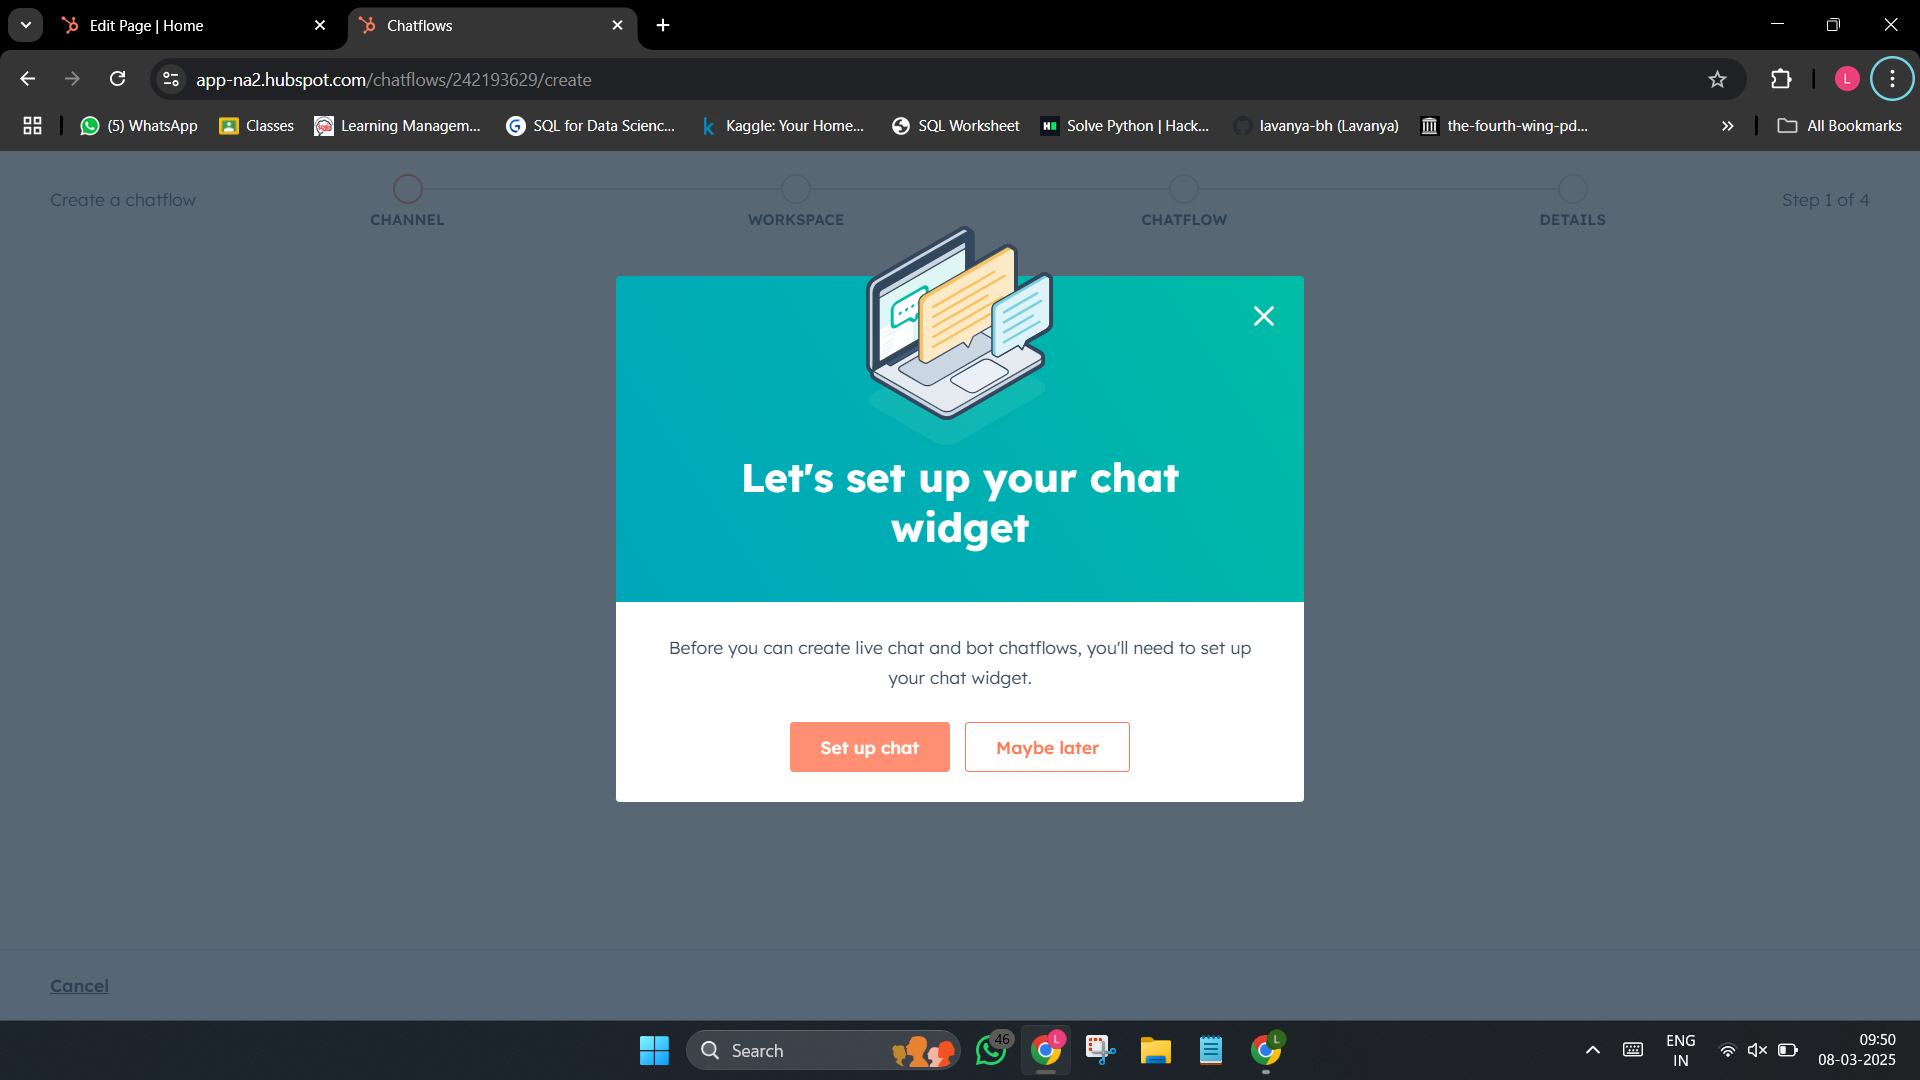 Edit Page | Home
Chatflows
app-na2.hubspot.com/chatflows/242193629/create
L
(5) WhatsApp
Classes
Learning Managem...
SQL for Data Scienc...
Kaggle: Your Home...
SQL Worksheet
Solve Python | Hack...
lavanya-bh (Lavanya)
the-fourth-wing-pd...
All Bookmarks
Create a chatflow
CHANNEL
WORKSPACE
CHATFLOW
DETAILS
Step 1 of 4
Let's set up your chat
widget
Before you can create live chat and bot chatflows, you'll need to set up
your chat widget.
Set up chat
Maybe later
Cancel
Search
46
L
L
ENG
IN
09:50
08-03-2025